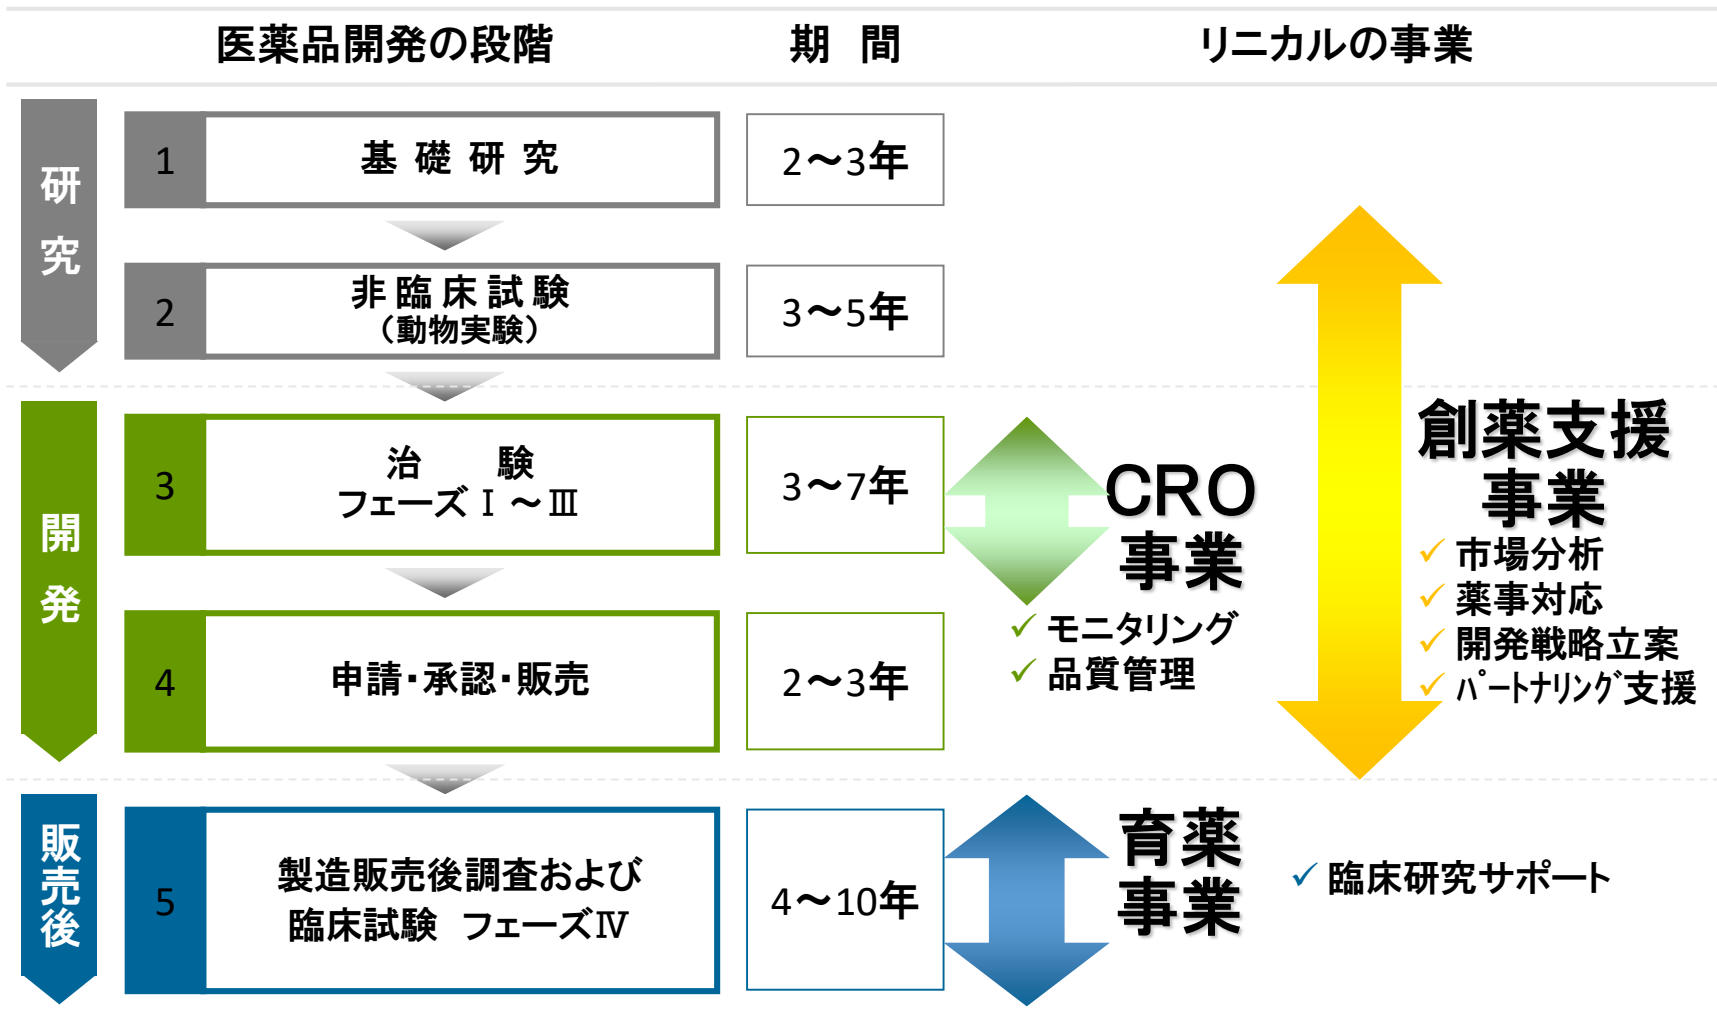 医薬品開発の段階
期 間
リニカルの事業
研究
1
基 礎 研 究
2～3年
2
非 臨 床 試 験
（動物実験）
3～5年
開発
3
治　　験
フェーズⅠ～Ⅲ
3～7年
CRO
事業
✓ モニタリング
✓ 品質管理
4
申請・承認・販売
2～3年
創薬支援
事業
✓ 市場分析
✓ 薬事対応
✓ 開発戦略立案
✓ ﾊﾟｰﾄﾅﾘﾝｸﾞ支援
販売後
5
製造販売後調査および
臨床試験　フェーズⅣ
4～10年
育薬
事業
✓ 臨床研究サポート